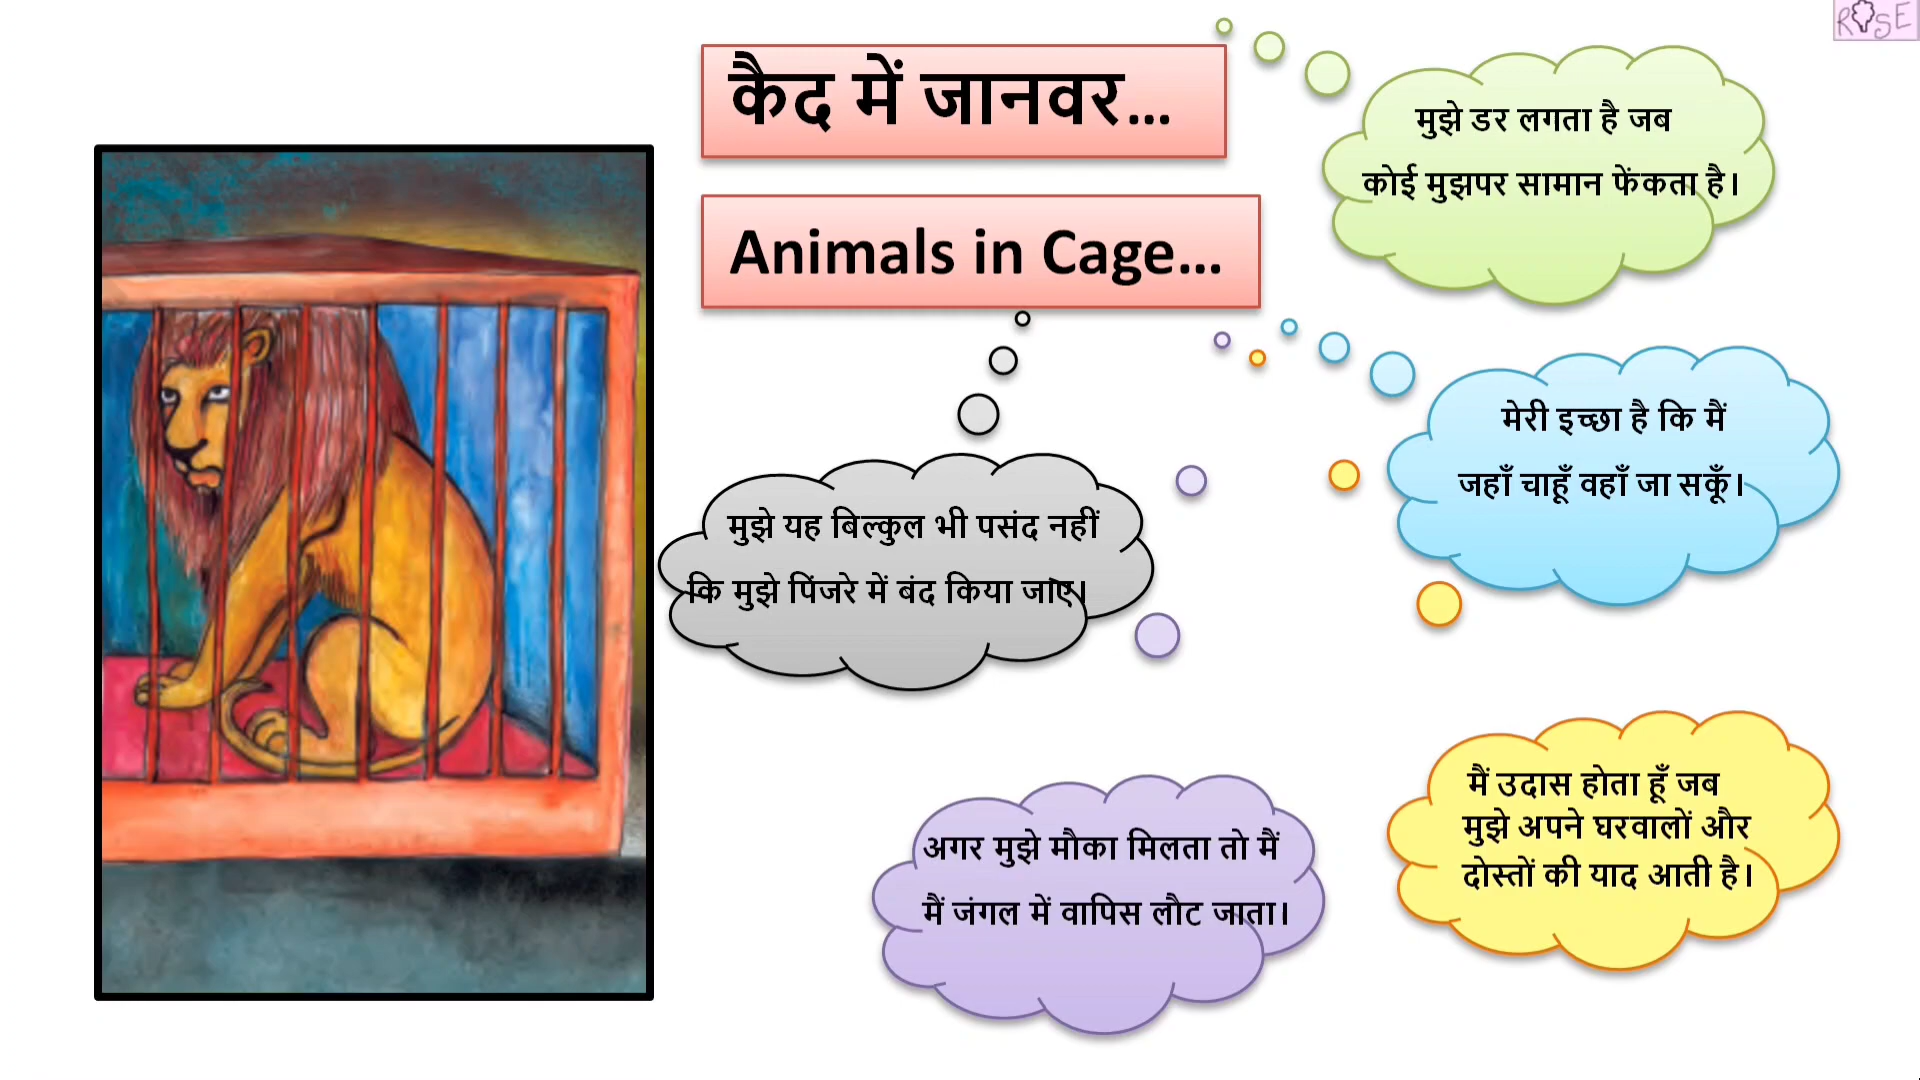 कैद में जानवर...
Animals in Cage...
मुझे डर लगता है जब
कोई मुझपर सामान फेंकता है।
मेरी इच्छा है कि मैं
जहाँ चाहूँ वहाँ जा सकूँ।
मुझे यह बिल्कुल भी पसंद नहीं
कि मुझे पिंजरे में बंद किया जाए।
मैं उदास होता हूँ जब
मुझे अपने घरवालों और
दोस्तों की याद आती है।
अगर मुझे मौका मिलता तो मैं
मैं जंगल में वापिस लौट जाता।
ROSE